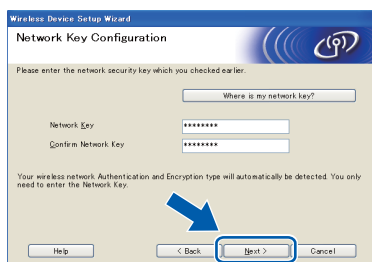 Wireless Device Setup Wizard
Network Key Configuration
Please enter the network security key which you checked earlier.
Where is my network key?
Network Key ********
Confirm Network Key ********
Your wireless network Authentication and Encryption type will automatically be detected. You only
need to enter the Network Key.
Help < Back Next > Cancel